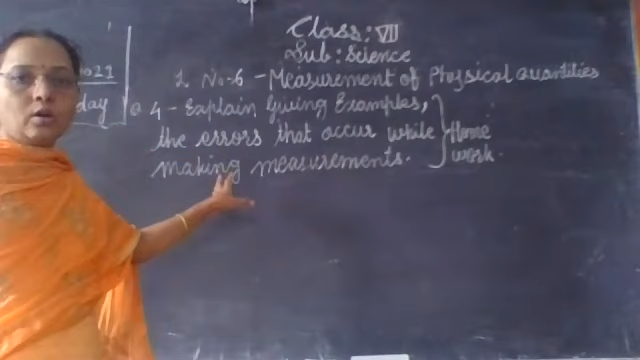 Class: VII
Sub: Science
L No-6 - Measurement of Physical Quantities
Q 4 - Explain Giving Examples,
the errors that occur while
making measurements.
Home
work.
day